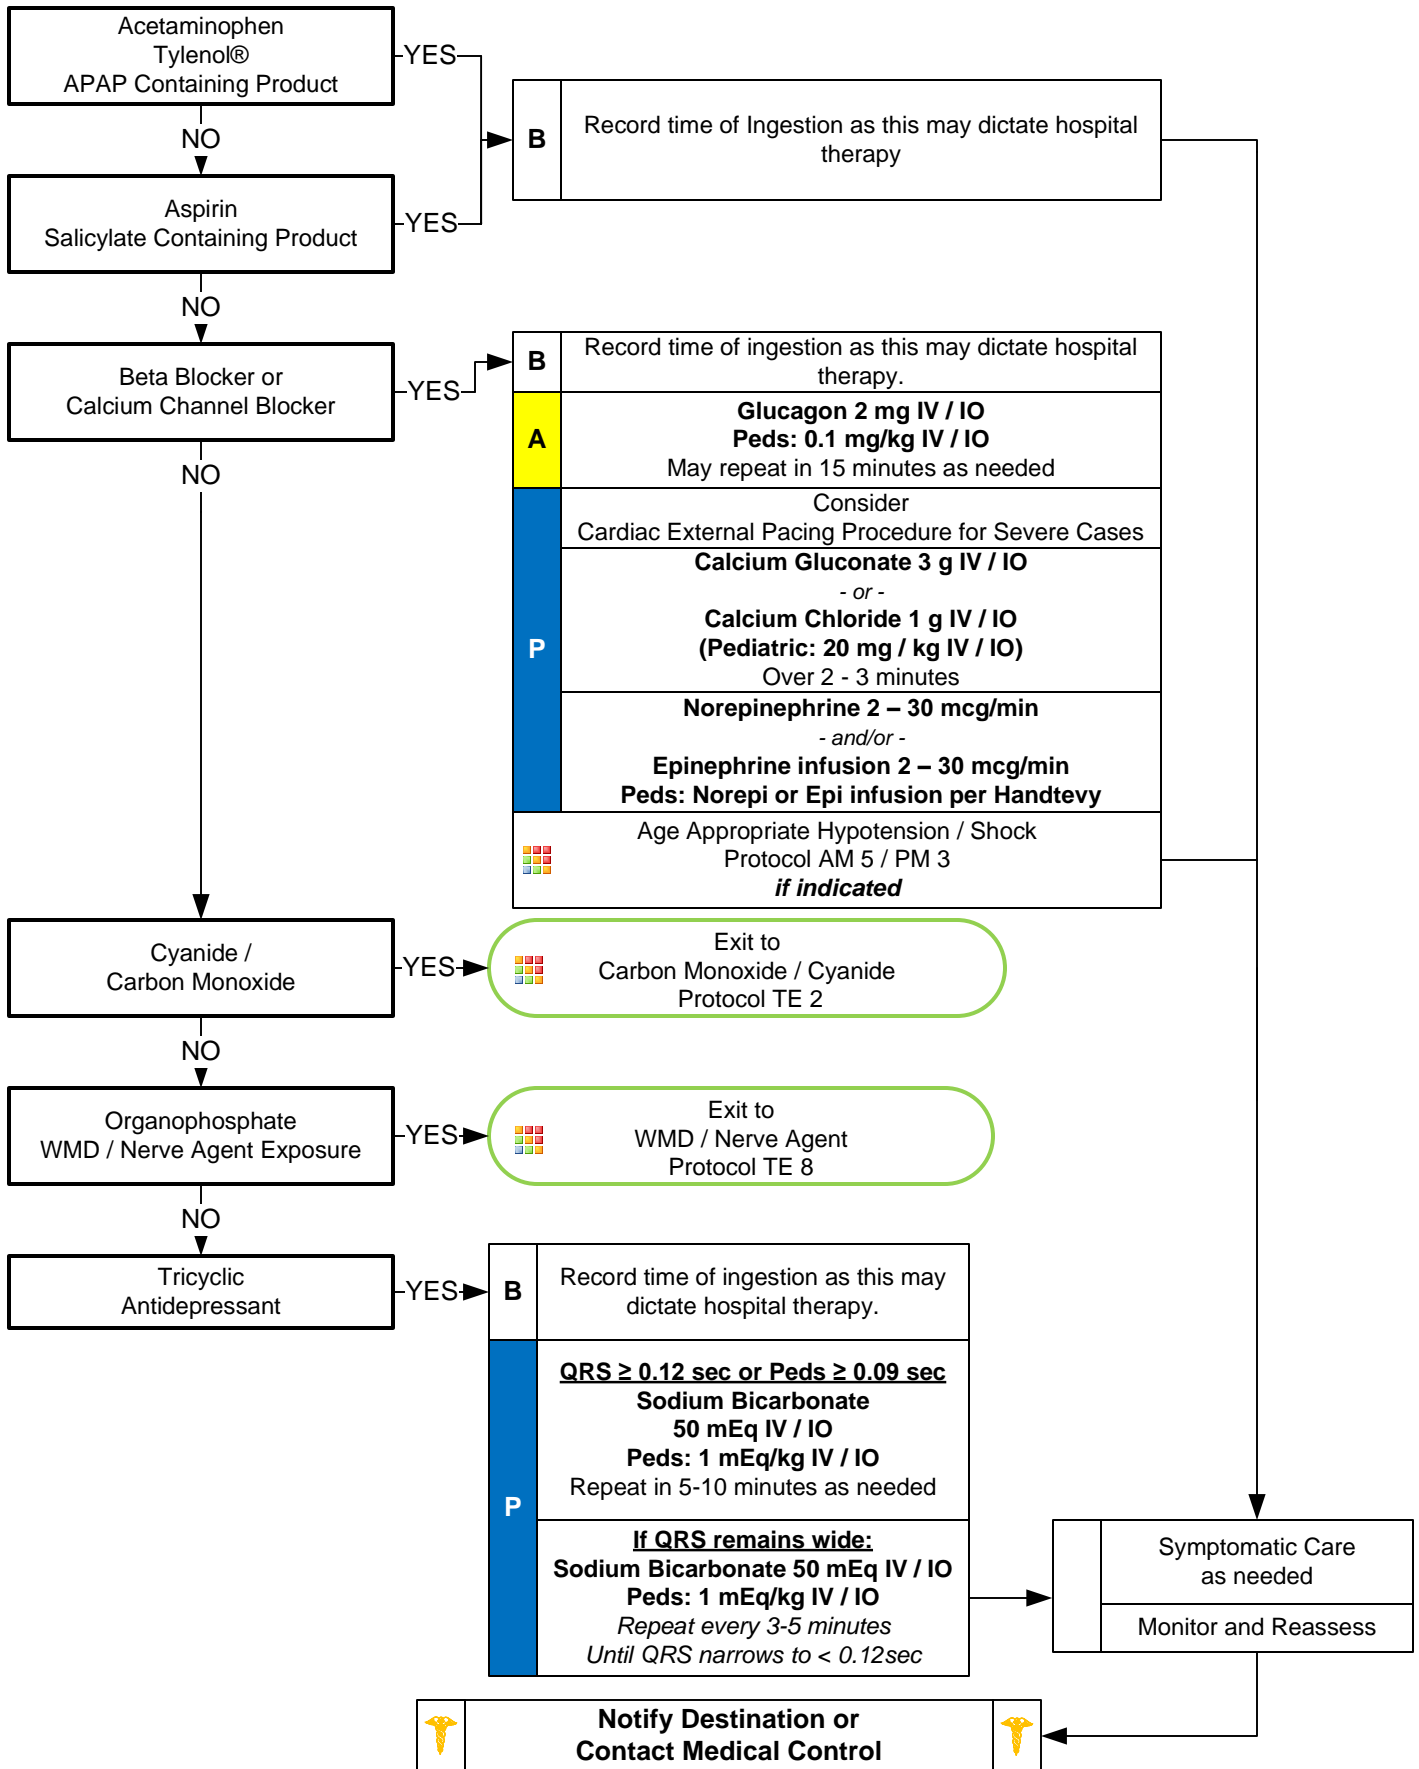 Acetaminophen
Tylenol®
APAP Containing Product
YES
NO
B
Record time of Ingestion as this may dictate hospital
therapy
Aspirin
Salicylate Containing Product
YES
NO
Beta Blocker or
Calcium Channel Blocker
YES
NO
B
Record time of ingestion as this may dictate hospital
therapy.
A
Glucagon 2 mg IV / IO
Peds: 0.1 mg/kg IV / IO
May repeat in 15 minutes as needed
P
Consider
Cardiac External Pacing Procedure for Severe Cases
Calcium Gluconate 3 g IV / IO
- or -
Calcium Chloride 1 g IV / IO
(Pediatric: 20 mg / kg IV / IO)
Over 2 - 3 minutes
Norepinephrine 2 – 30 mcg/min
- and/or -
Epinephrine infusion 2 – 30 mcg/min
Peds: Norepi or Epi infusion per Handtevy
Age Appropriate Hypotension / Shock
Protocol AM 5 / PM 3
if indicated
Cyanide /
Carbon Monoxide
YES
NO
Exit to
Carbon Monoxide / Cyanide
Protocol TE 2
Organophosphate
WMD / Nerve Agent Exposure
YES
NO
Exit to
WMD / Nerve Agent
Protocol TE 8
Tricyclic
Antidepressant
YES
B
Record time of ingestion as this may
dictate hospital therapy.
P
QRS ≥ 0.12 sec or Peds ≥ 0.09 sec
Sodium Bicarbonate
50 mEq IV / IO
Peds: 1 mEq/kg IV / IO
Repeat in 5-10 minutes as needed
If QRS remains wide:
Sodium Bicarbonate 50 mEq IV / IO
Peds: 1 mEq/kg IV / IO
Repeat every 3-5 minutes
Until QRS narrows to < 0.12sec
Symptomatic Care
as needed
Monitor and Reassess
Notify Destination or
Contact Medical Control